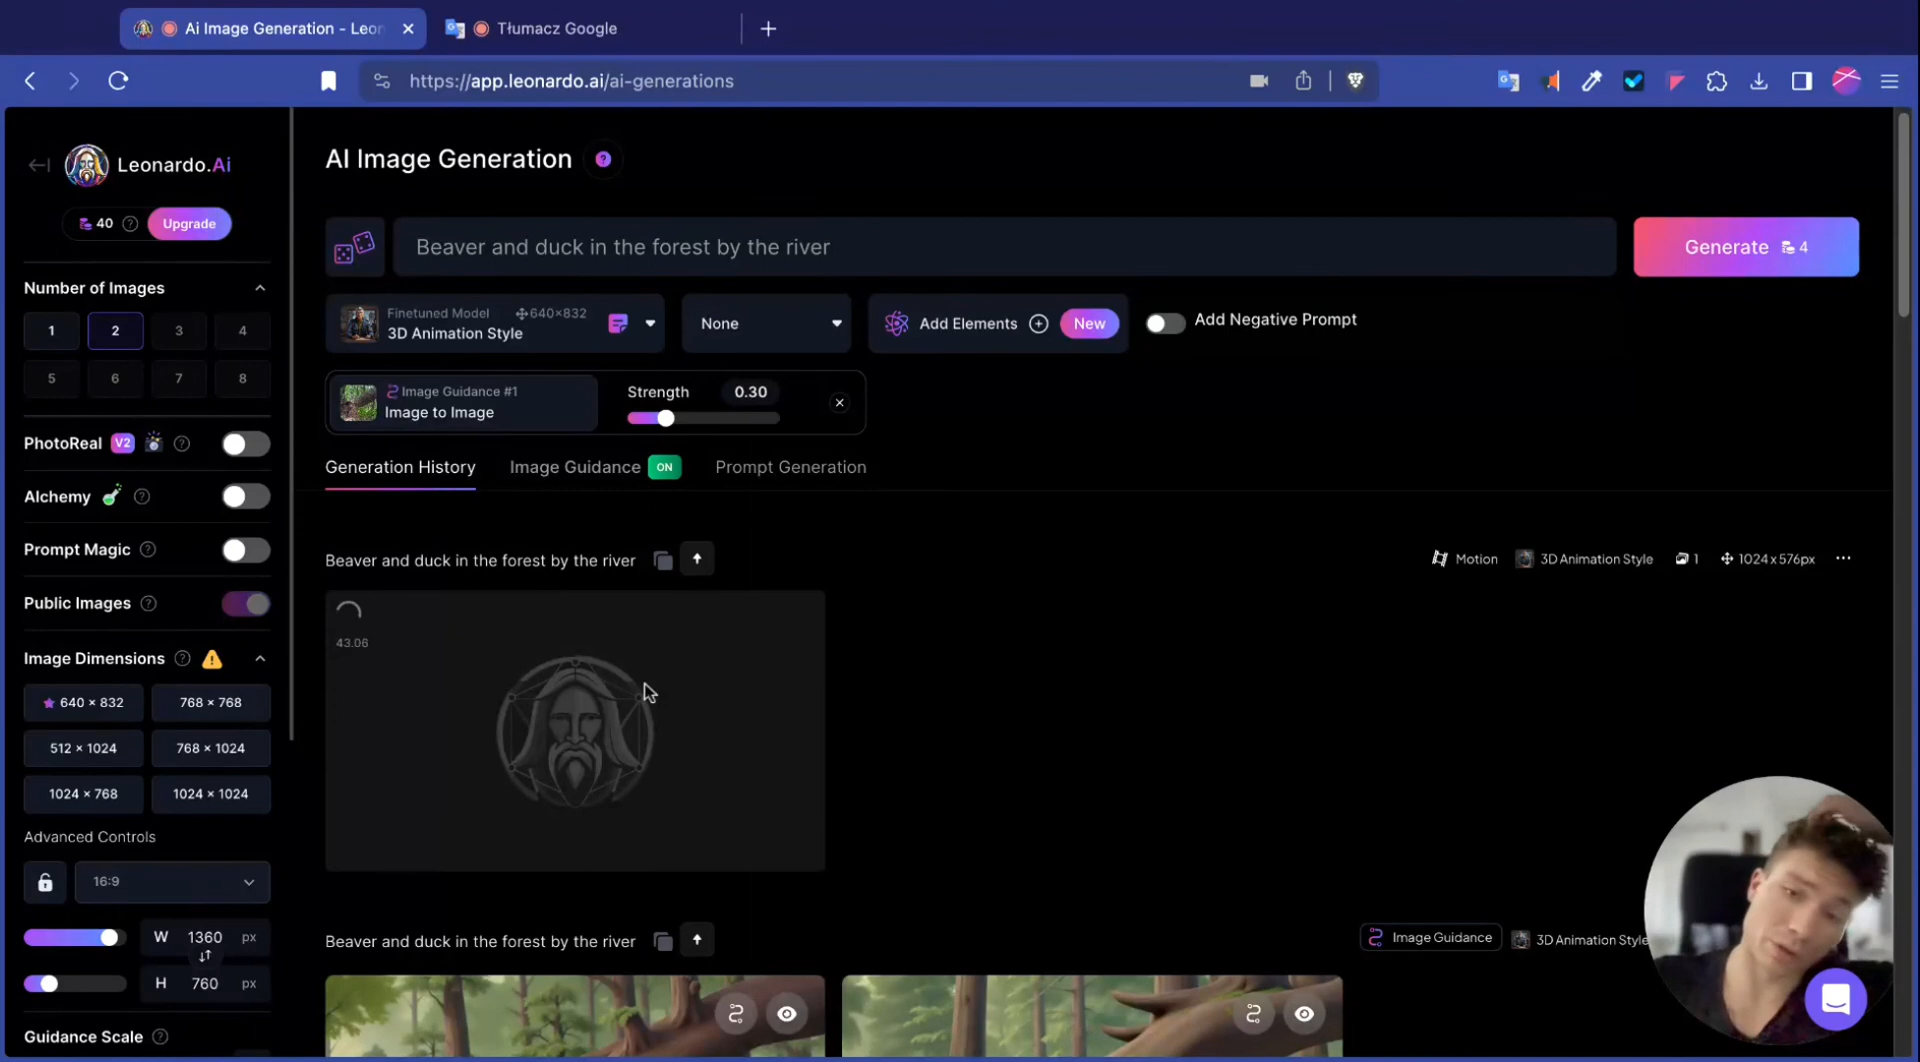 Ai Image Generation - Leon
Tłumacz Google
https://app.leonardo.ai/ai-generations
Leonardo.Ai
40
Upgrade
Number of Images
1 2 3 4
5 6 7 8
PhotoReal V2
Alchemy
Prompt Magic
Public Images
Image Dimensions
640 × 832 768 × 768
512 × 1024 768 × 1024
1024 × 768 1024 × 1024
Advanced Controls
16:9
W 1360 px
H 760 px
Guidance Scale
AI Image Generation
Beaver and duck in the forest by the river
Generate 4
Finetuned Model 640×832
3D Animation Style
None
Add Elements New
Add Negative Prompt
Image Guidance #1
Image to Image
Strength 0.30
Generation History Image Guidance ON Prompt Generation
Beaver and duck in the forest by the river
Motion 3D Animation Style 1 1024 x 576px
43.06
Beaver and duck in the forest by the river
Image Guidance 3D Animation Style